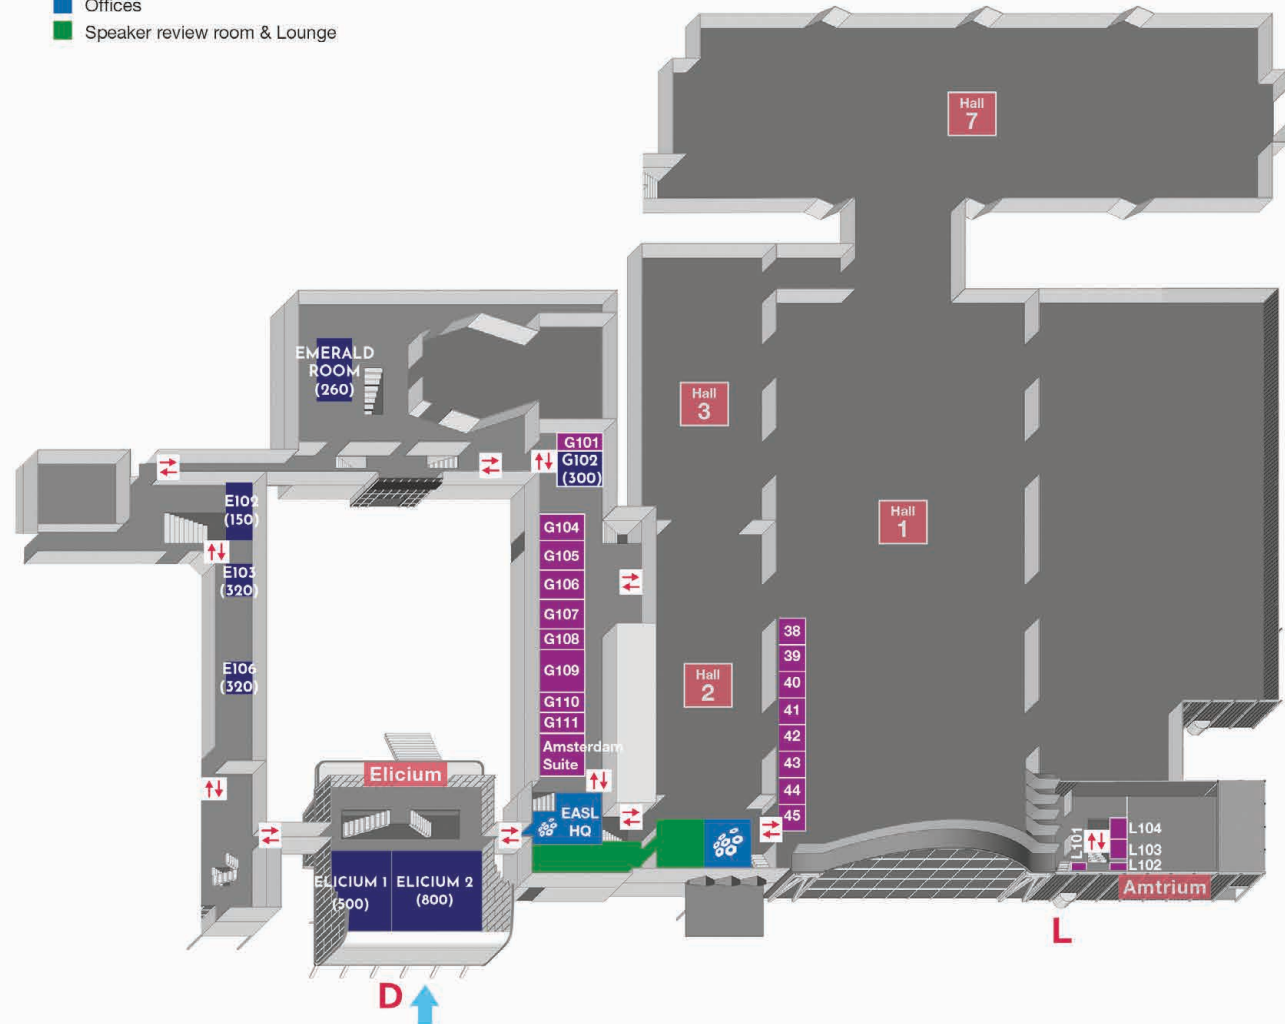 Offices
Speaker review room & Lounge
Hall
7
EMERALD
ROOM
(260)
Hall
3
G101
G102
(300)
E102
(150)
G104
Hall
1
G105
E103
(320)
G106
G107
38
G108
39
E106
(320)
G109
Hall
2
40
G110
41
G111
42
Amsterdam
Suite
43
Elicium
44
EASL
HQ
45
L101
L104
L103
L102
ELICIUM 1
(500)
ELICIUM 2
(800)
Amtrium
L
D